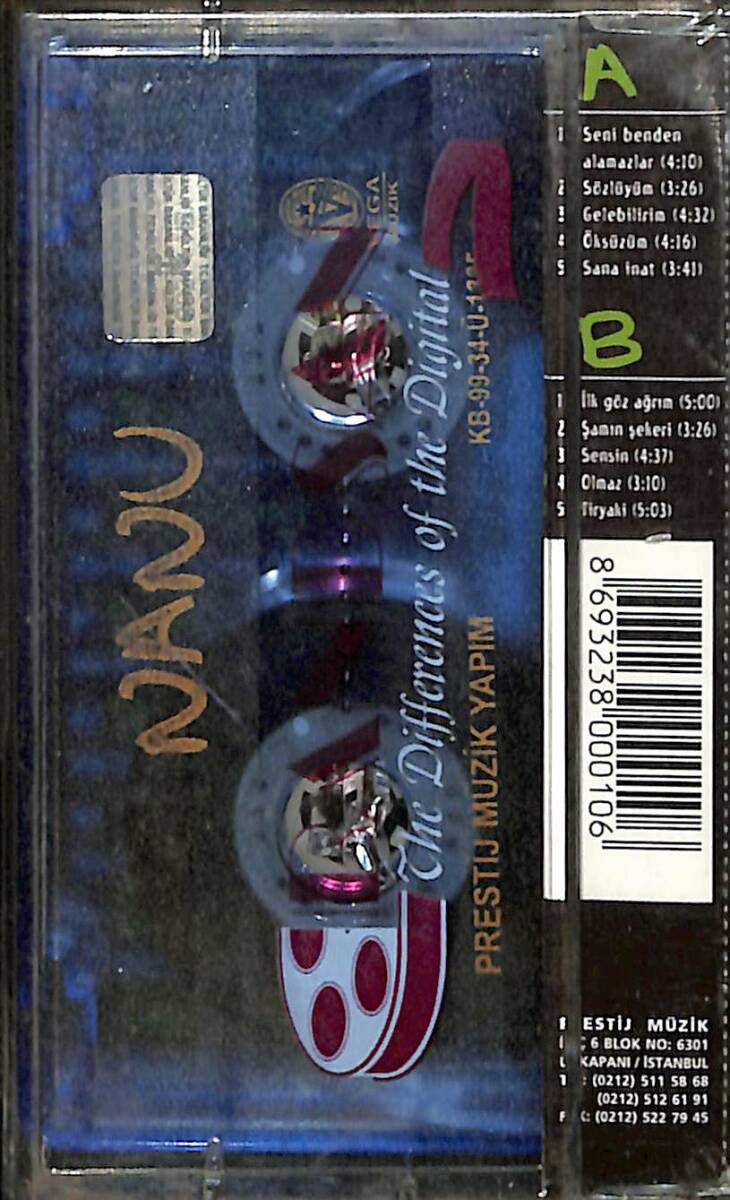 A
1 Seni benden
alamazlar (4:10)
2 Sözlüyüm (3:26)
3 Gelebilirim (4:32)
4 Öksüzüm (4:16)
5 Sana inat (3:41)
B
1 İlk göz ağrım (5:00)
2 Şamın şekeri (3:26)
3 Sensin (4:37)
4 Olmaz (3:10)
5 Tiryaki (5:03)
8 693238 000106
ESTİJ MÜZİK
6 BLOK NO: 6301
KAPANI / İSTANBUL
: (0212) 511 58 68
(0212) 512 61 91
: (0212) 522 79 45
NANU
EGA
MÜZİK
The Differences of the Digital
KB-99-34-U-
PRESTİJ MÜZİK YAPIM